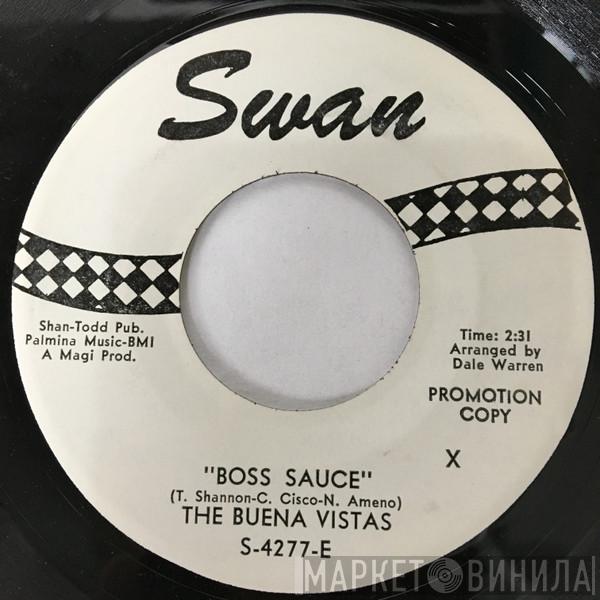 Swan
Shan-Todd Pub.
Palmina Music-BMI
A Magi Prod.
Time: 2:31
Arranged by
Dale Warren
PROMOTION
COPY
X
"BOSS SAUCE"
(T. Shannon-C. Cisco-N. Ameno)
THE BUENA VISTAS
S-4277-E
МАРКЕТ ВИНИЛА